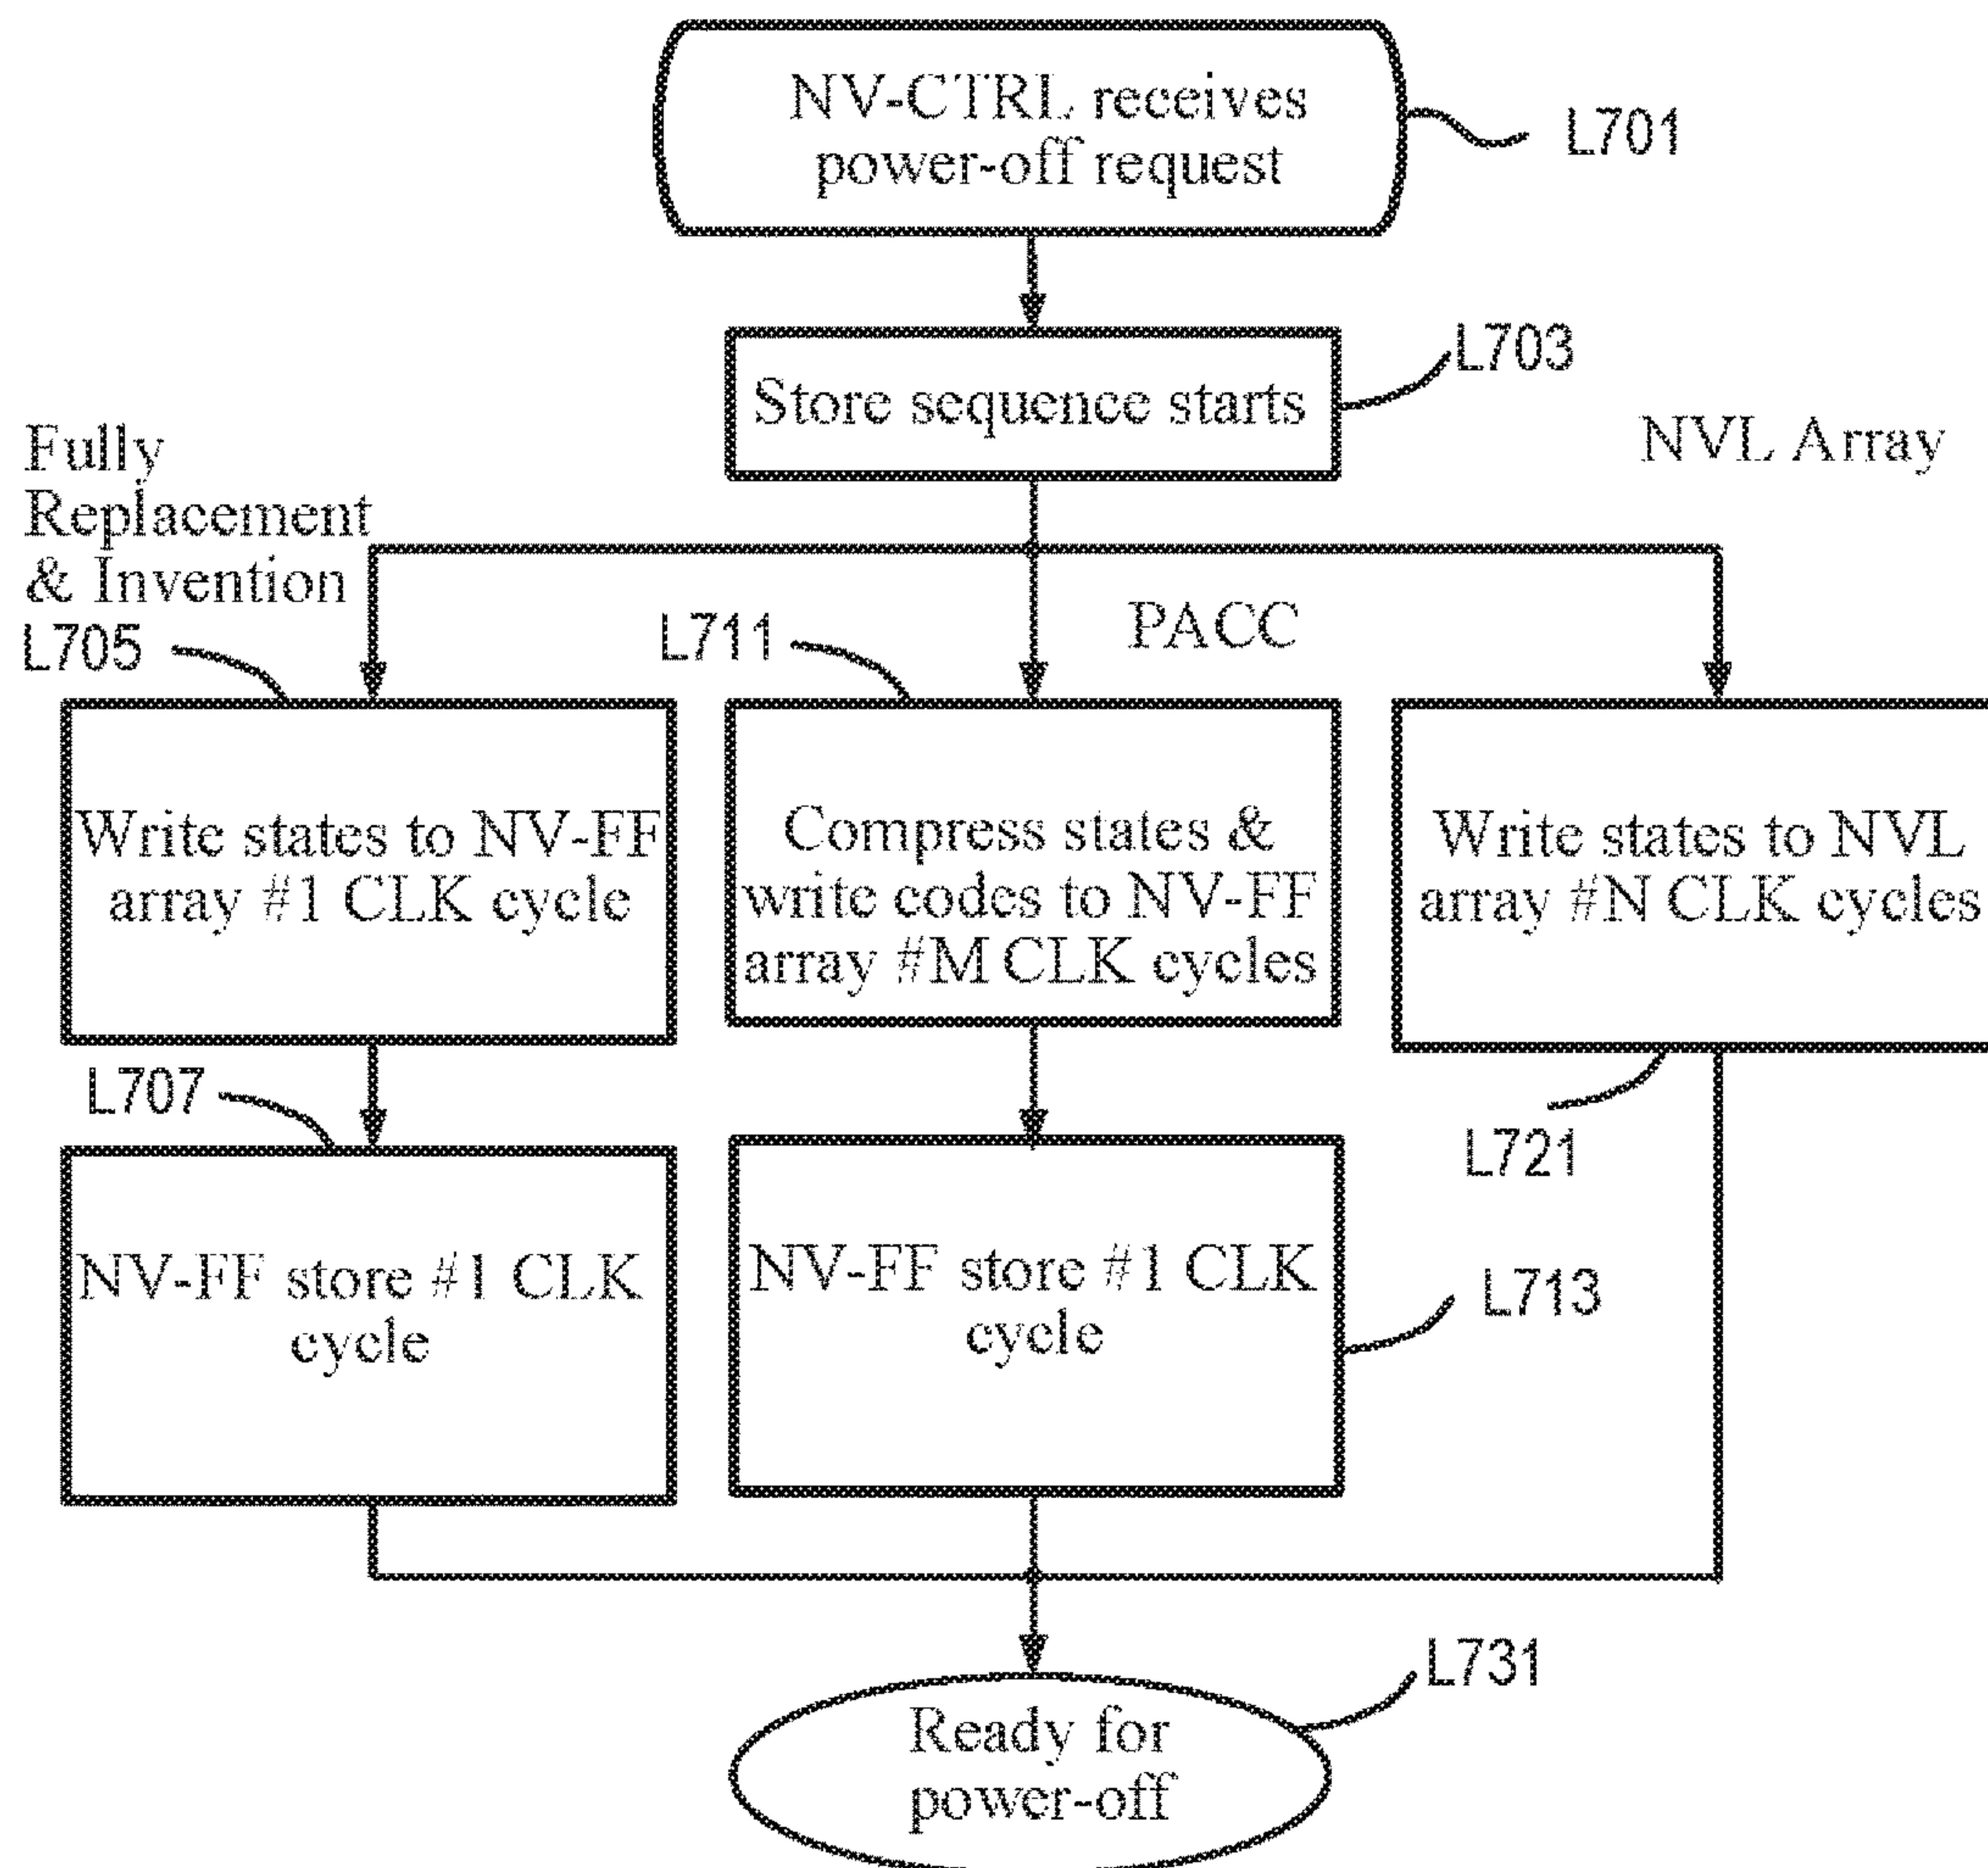 NV-CTRL receives
power-off request
L701
Store sequence starts
L703
Fully
Replacement
& Invention
NVL Array
PACC
L705
L711
Write states to NV-FF
array #1 CLK cycle
Compress states &
write codes to NV-FF
array #M CLK cycles
Write states to NVL
array #N CLK cycles
L707
L721
NV-FF store #1 CLK
cycle
NV-FF store #1 CLK
cycle
L713
L731
Ready for
power-off